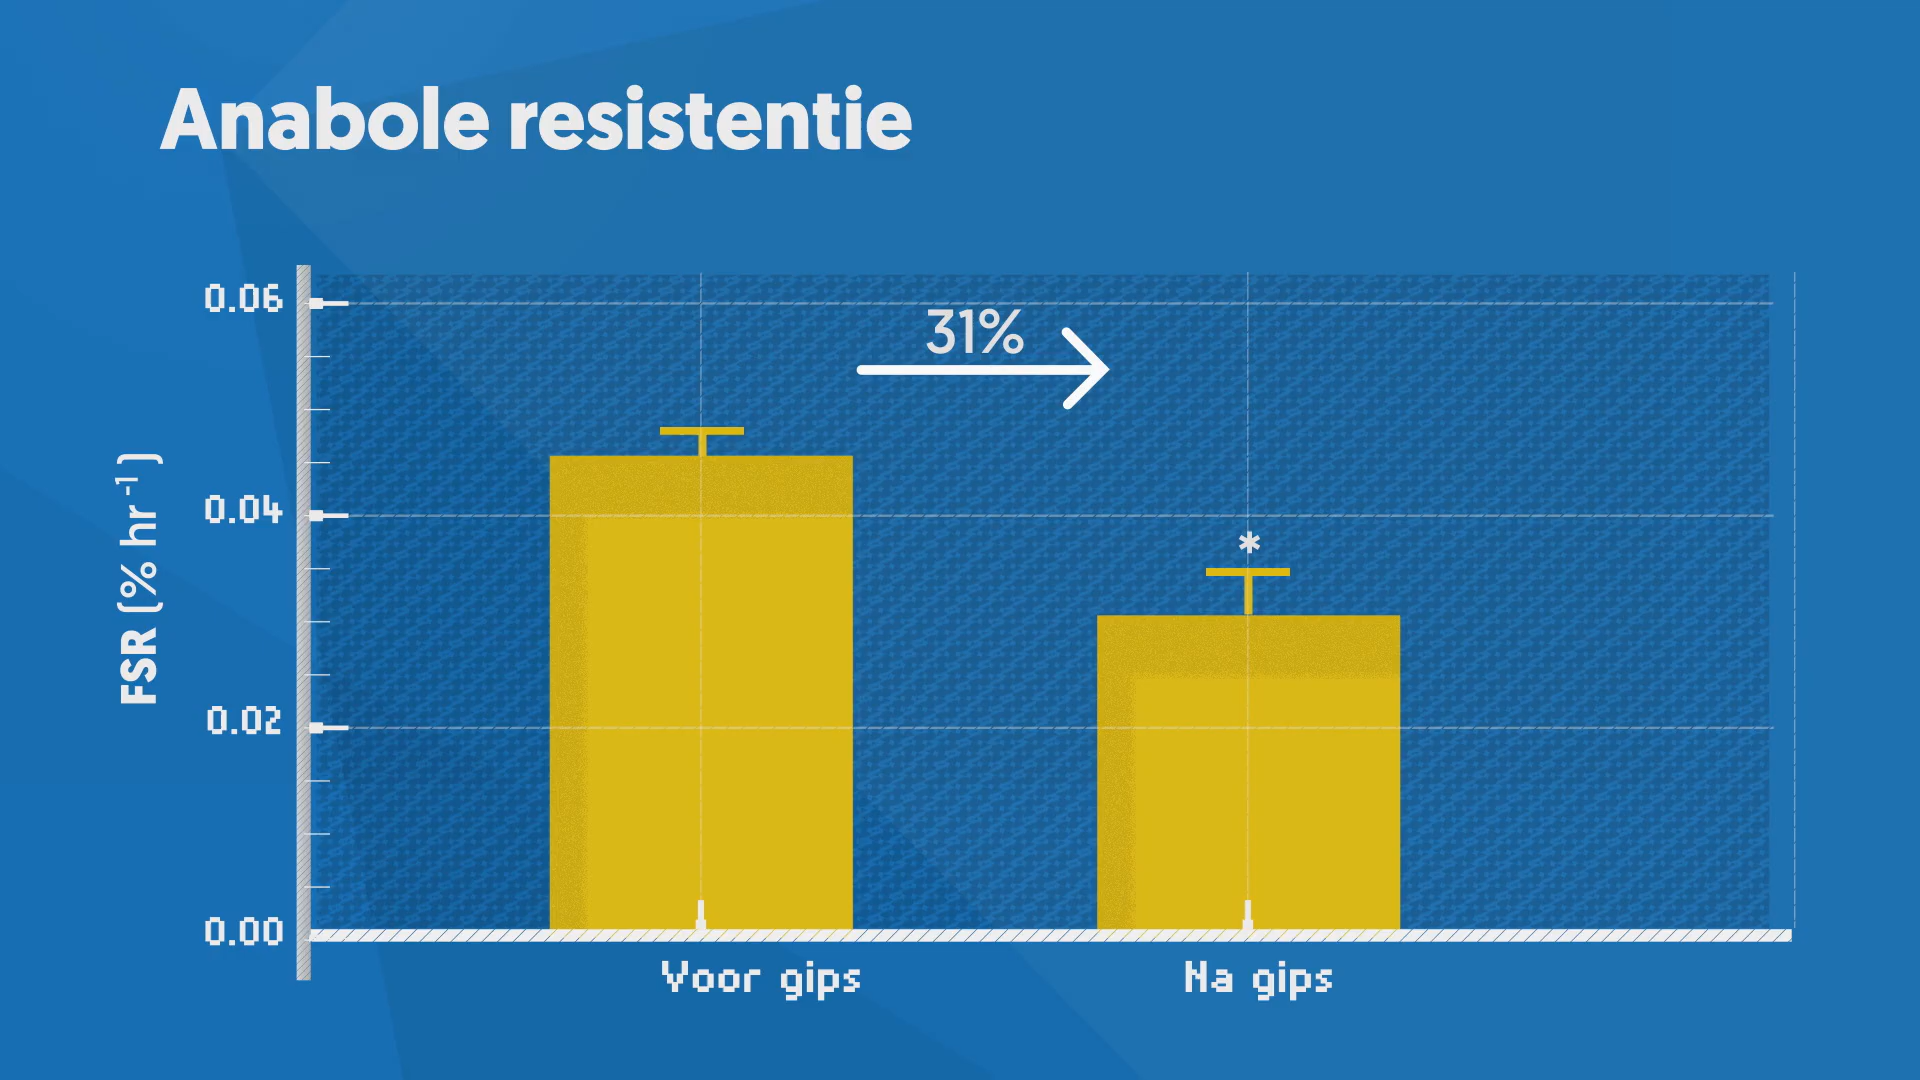 Anabole resistentie
0.06
31%
FSR (% hr⁻¹)
0.04
*
0.02
0.00
Voor gips
Na gips